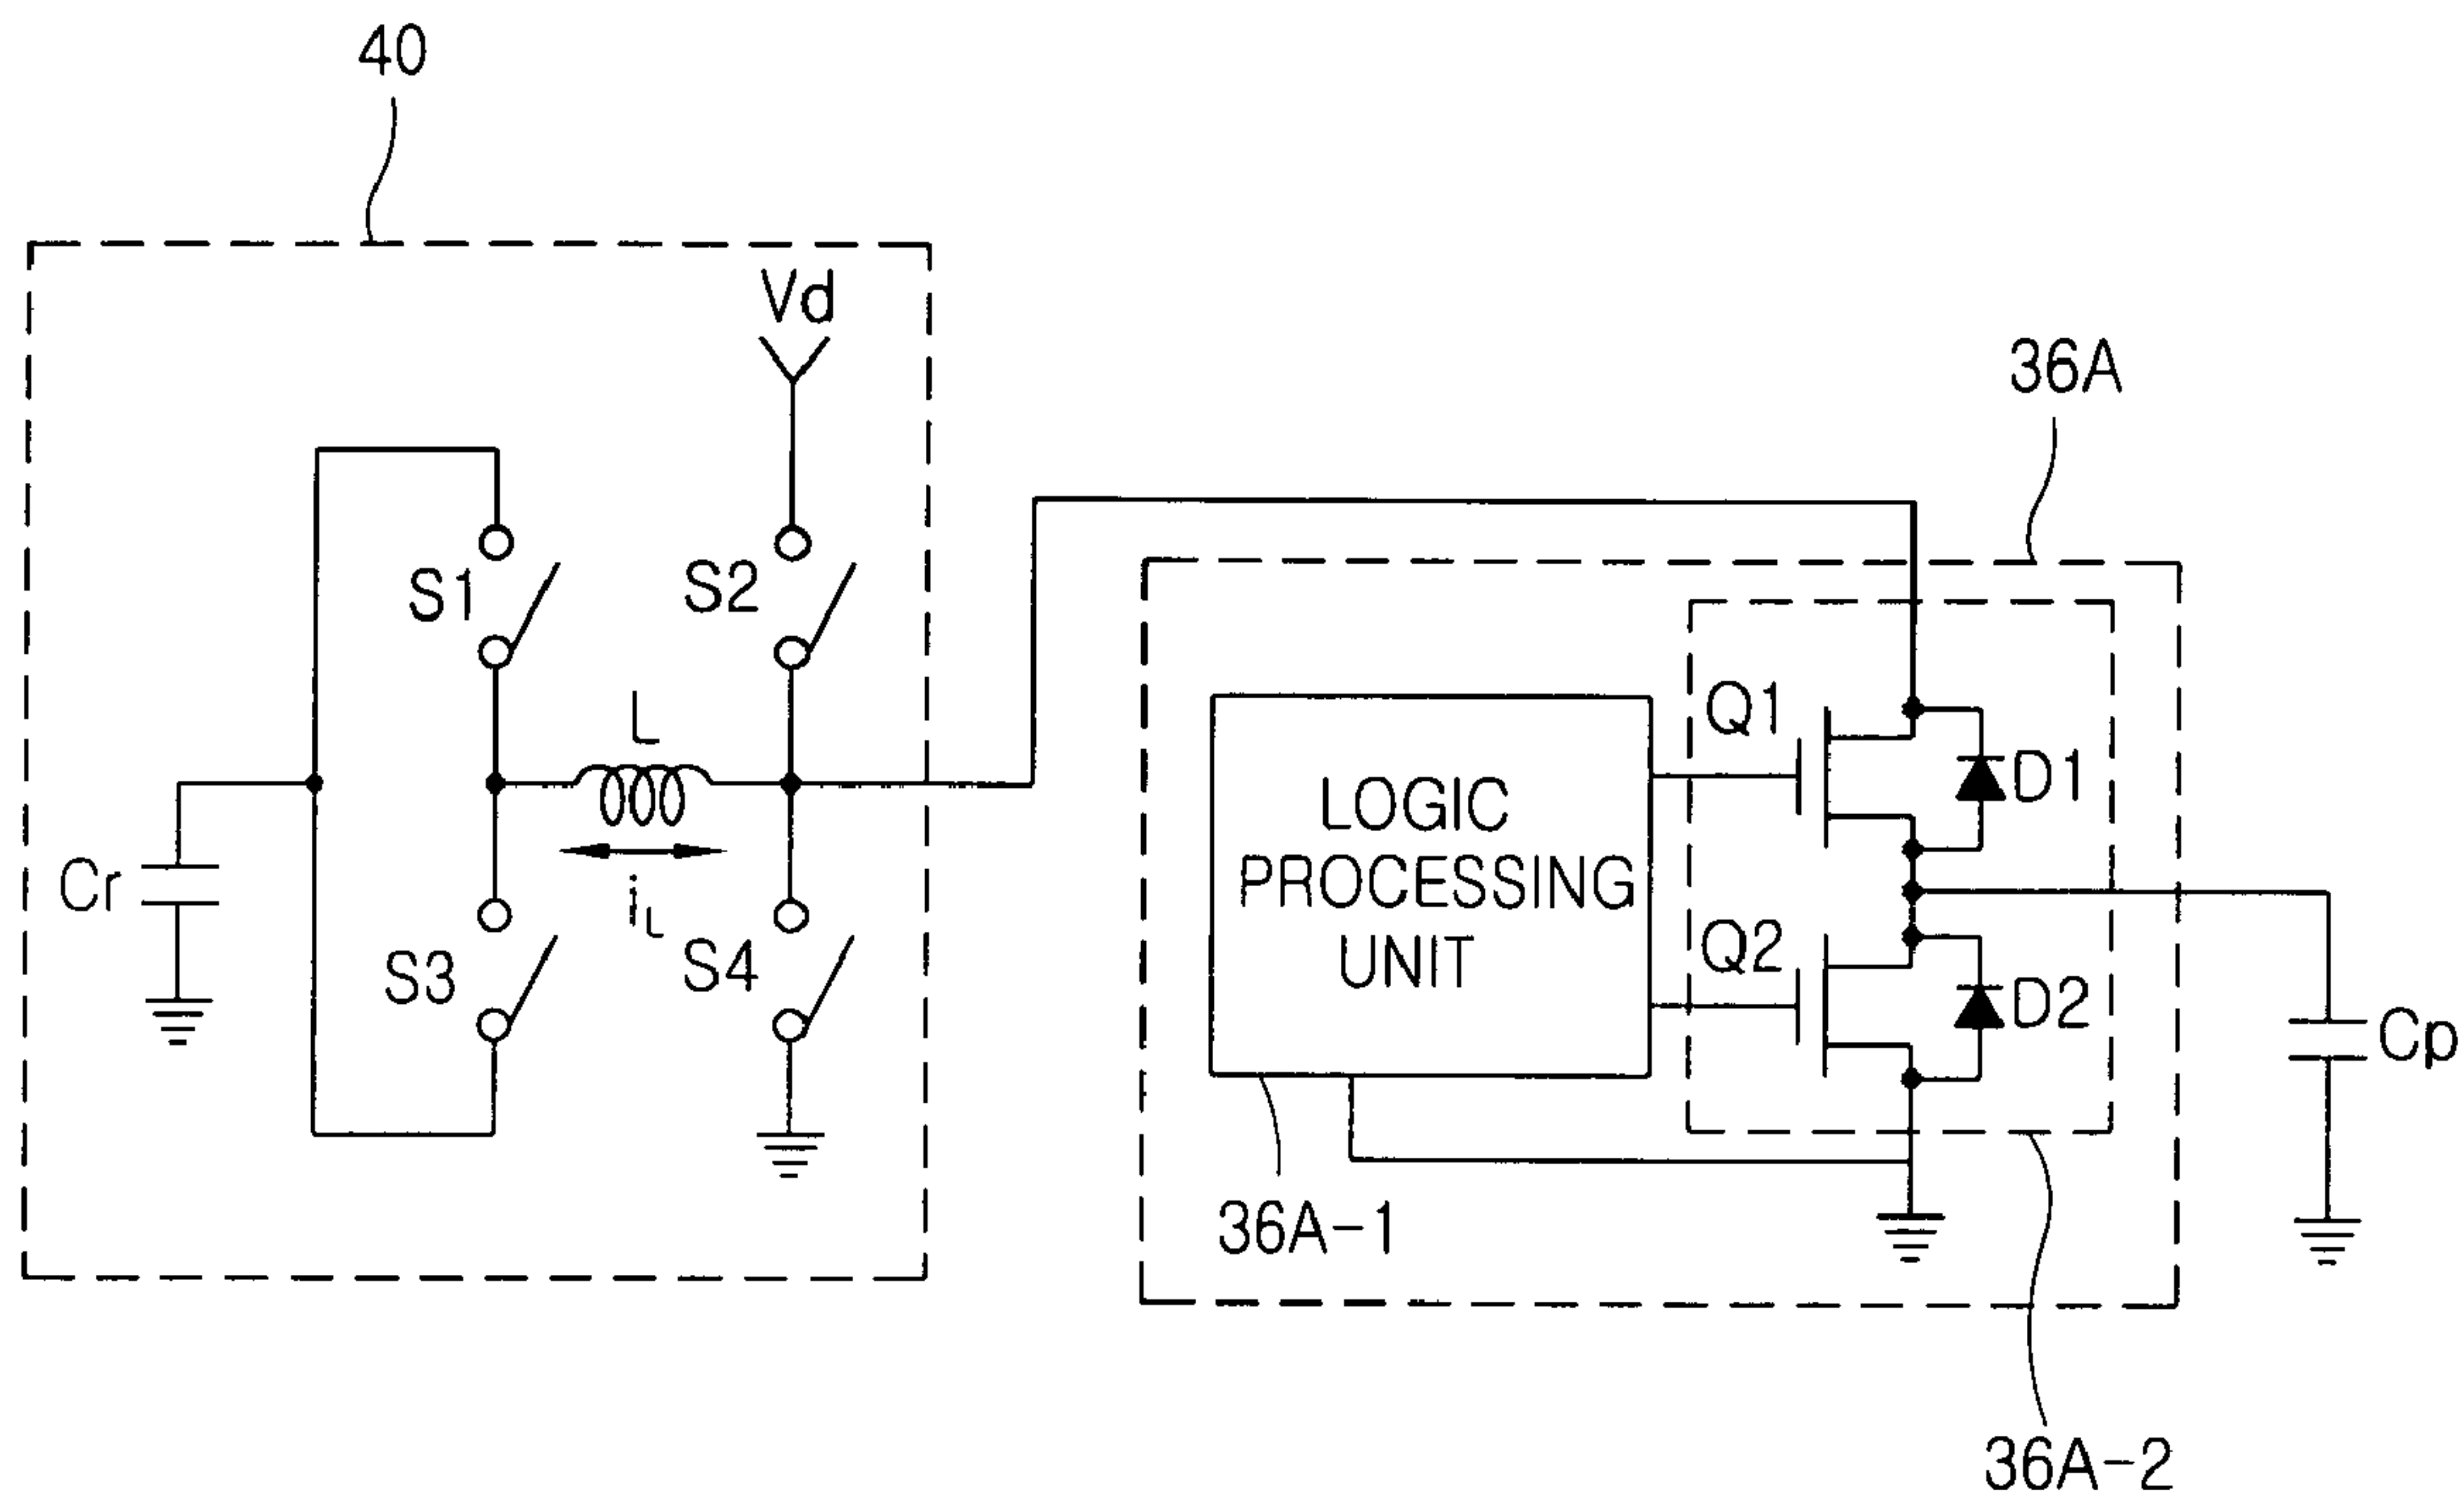 40
Vd
36A
S1
S2
L
Q1
D1
LOGIC
PROCESSING
UNIT
Cr
iL
S3
S4
Q2
D2
Cp
36A-1
36A-2